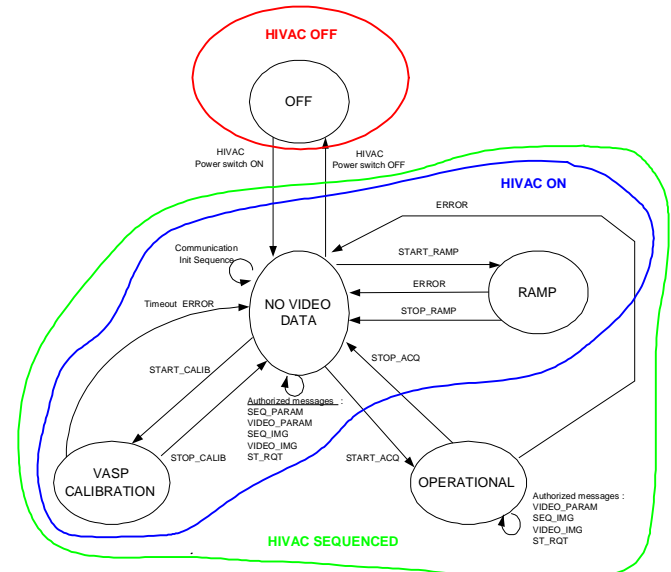 HIVAC OFF
OFF
HIVAC
Power switch ON
HIVAC
Power switch OFF
HIVAC ON
ERROR
Communication
Init Sequence
START_RAMP
NO VIDEO
DATA
ERROR
RAMP
Timeout ERROR
STOP_RAMP
START_CALIB
STOP_ACQ
Authorized messages :
SEQ_PARAM
VIDEO_PARAM
SEQ_IMG
VIDEO_IMG
ST_RQT
STOP_CALIB
START_ACQ
VASP
CALIBRATION
OPERATIONAL
Authorized messages :
VIDEO_PARAM
SEQ_IMG
VIDEO_IMG
ST_RQT
HIVAC SEQUENCED